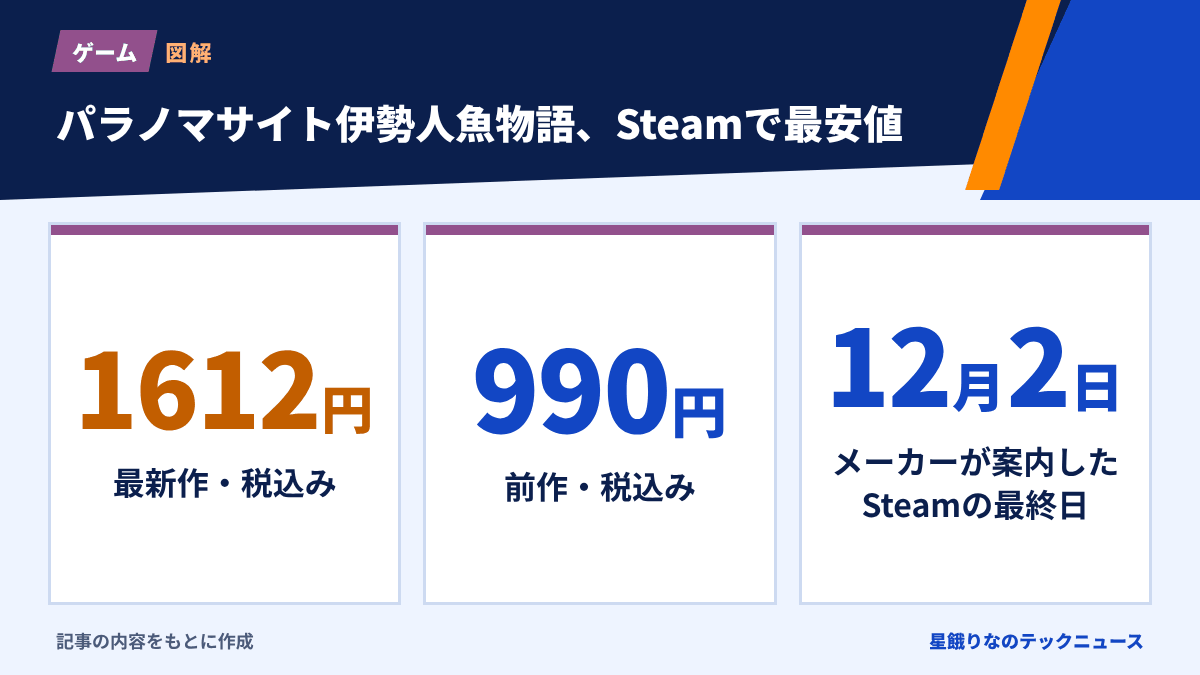 ゲーム 図解
パラノマサイト伊勢人魚物語、Steamで最安値
1612円
最新作・税込み
990円
前作・税込み
12月2日
メーカーが案内した
Steamの最終日
記事の内容をもとに作成
星餓りなのテックニュース